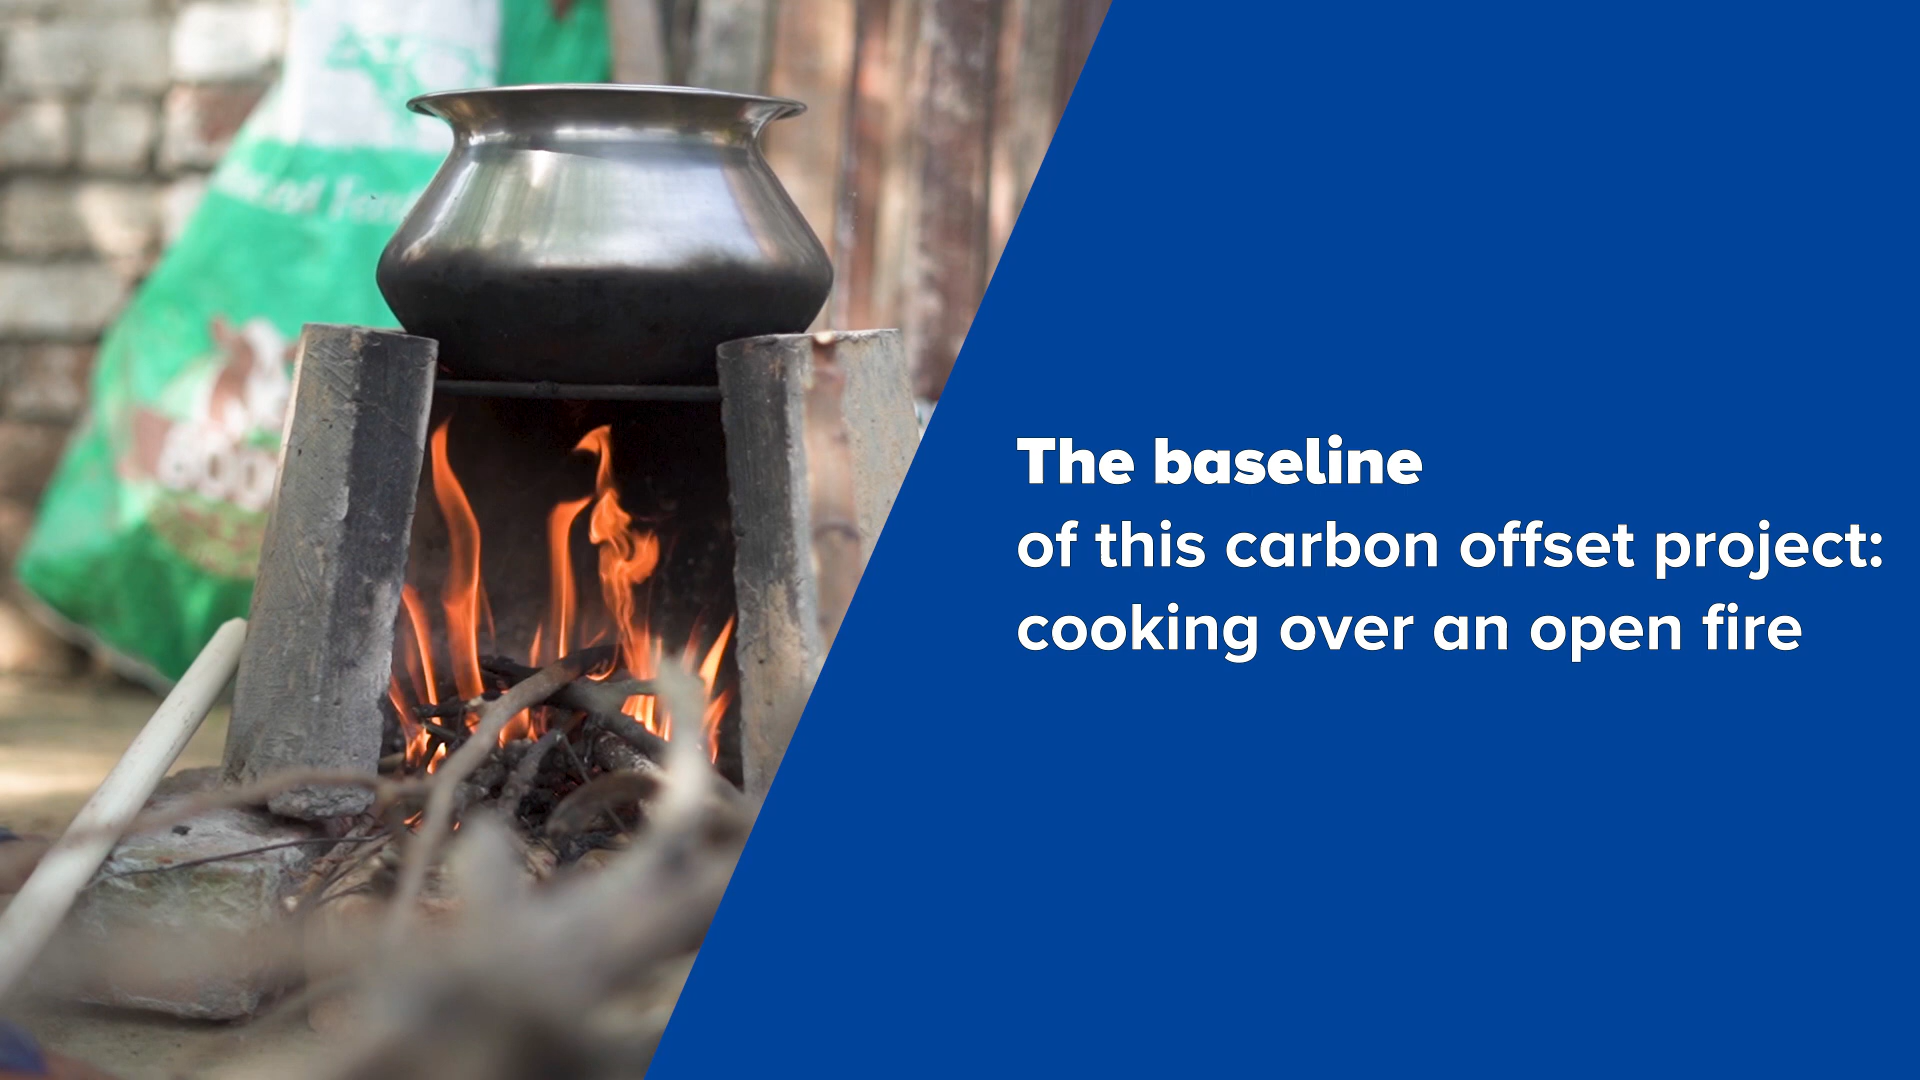 The baseline
of this carbon offset project:
cooking over an open fire